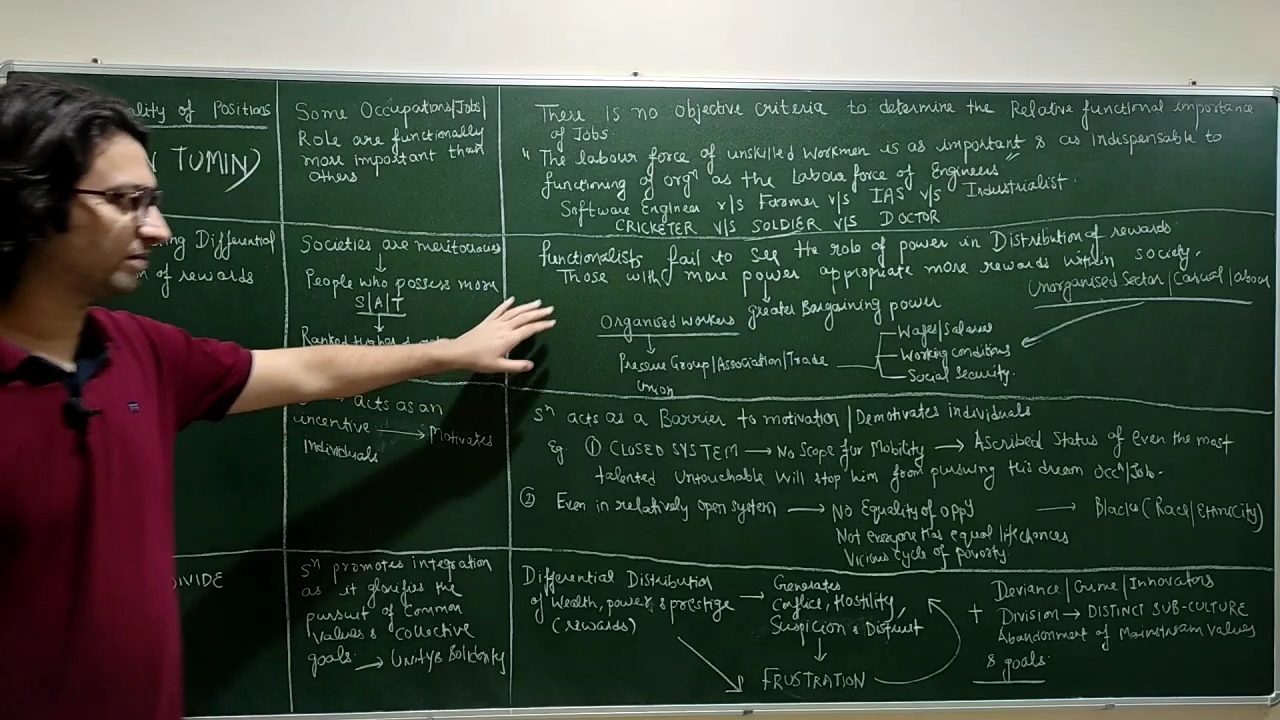 ality of Positions
N TUMIN)
ing Differential
n of rewards
DIVIDE
Some Occupations/Jobs/
Role are functionally
more important than
others
Societies are meritocratic
↓
People who possess more
S|A|T
↓
Ranked higher &
acts as an
incentive → Motivates
individuals
Sⁿ promotes integration
as it glorifies the
pursuit of common
values & collective
goals. → Unity & Solidarity
There is no objective criteria to determine the Relative functional importance
of Jobs.
" The labour force of unskilled workmen is as important & as indispensable to
functioning of orgⁿ as the Labour force of Engineers"
Software Engineer v/s Farmer v/s IAS v/s Industrialist.
CRICKETER v/s SOLDIER v/s DOCTOR
functionalists fail to see the role of power in Distribution of rewards.
Those with more power appropriate more rewards within society.
Unorganised Sector/Casual/labour
greater Bargaining power
Organised workers
↓
Pressure Group/Association/Trade
Union
Wages/Salaries
Working conditions
Social Security.
Sⁿ acts as a Barrier to motivation/Demotivates individuals
Eg. ① CLOSED SYSTEM → No Scope for Mobility → Ascribed Status of even the most
talented Untouchable will stop him from pursuing his dream occⁿ/Job.
② Even in relatively open system → No Equality of oppy → Blacks (Race/Ethnicity)
Not everyone has equal life chances
Vicious cycle of poverty.
Differential Distribution
of Wealth, power & prestige
(rewards)
→ Generates
Conflict, Hostility,
Suspicion & Distrust
↓
FRUSTRATION
+ Deviance/Crime/Innovators
Division → DISTINCT SUB-CULTURE
Abandonment of Mainstream values
& goals.